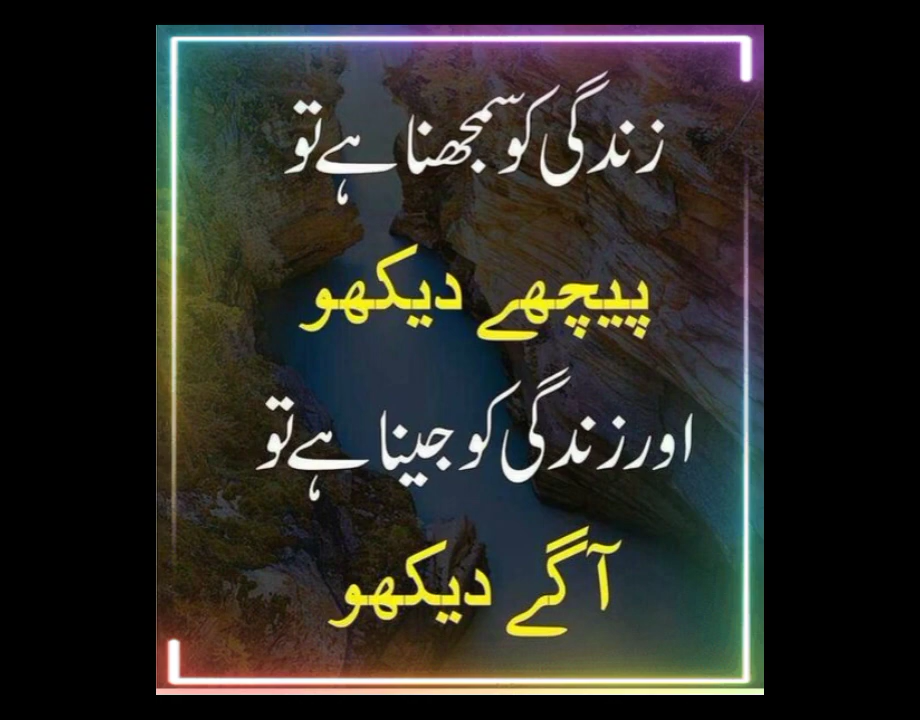 زندگی کو سمجھنا ہے تو
پیچھے دیکھو
اور زندگی کو جینا ہے تو
آگے دیکھو